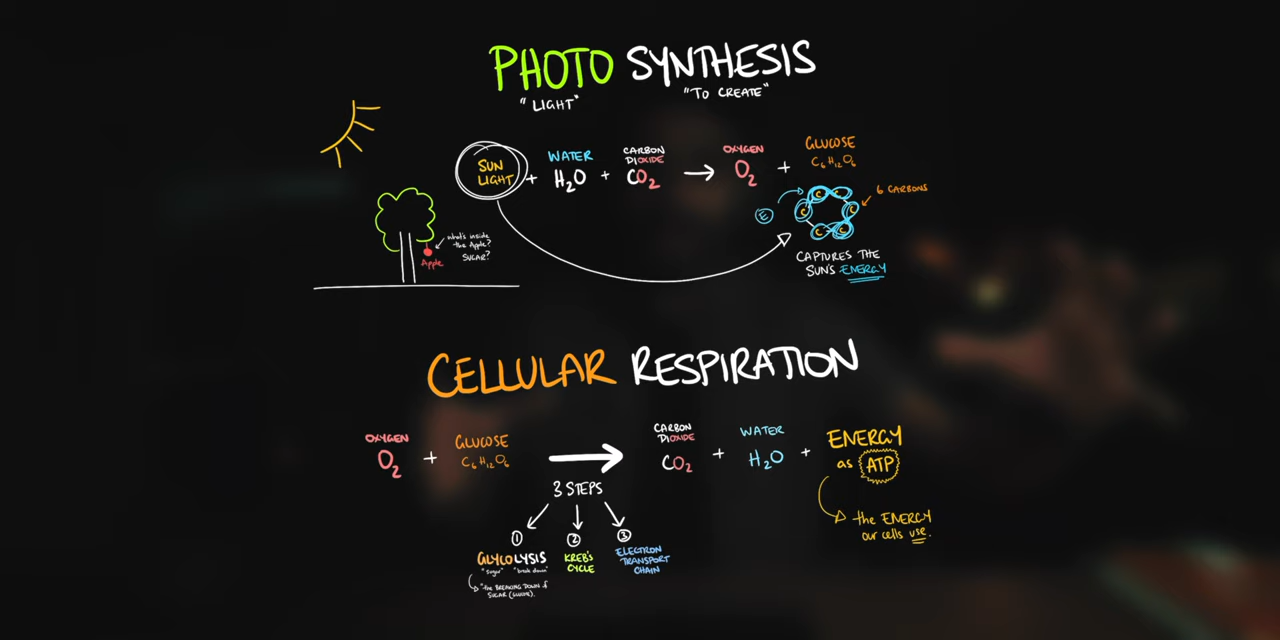 PHOTO SYNTHESIS
"LIGHT" "TO CREATE"
SUN LIGHT + WATER H₂O + CARBON DIOXIDE CO₂ → OXYGEN O₂ + GLUCOSE C₆H₁₂O₆
6 CARBONS
E
C C C C C C
CAPTURES THE
SUN'S ENERGY
what's inside
the Apple?
SUGAR?
Apple
CELLULAR RESPIRATION
OXYGEN O₂ + GLUCOSE C₆H₁₂O₆ → CARBON DIOXIDE CO₂ + WATER H₂O + ENERGY as ATP
3 STEPS
the ENERGY
our cells use.
1 2 3
GLYCOLYSIS
"sugar" "break down"
"the BREAKING DOWN of
SUGAR
KREB'S
CYCLE
ELECTRON
TRANSPORT
CHAIN